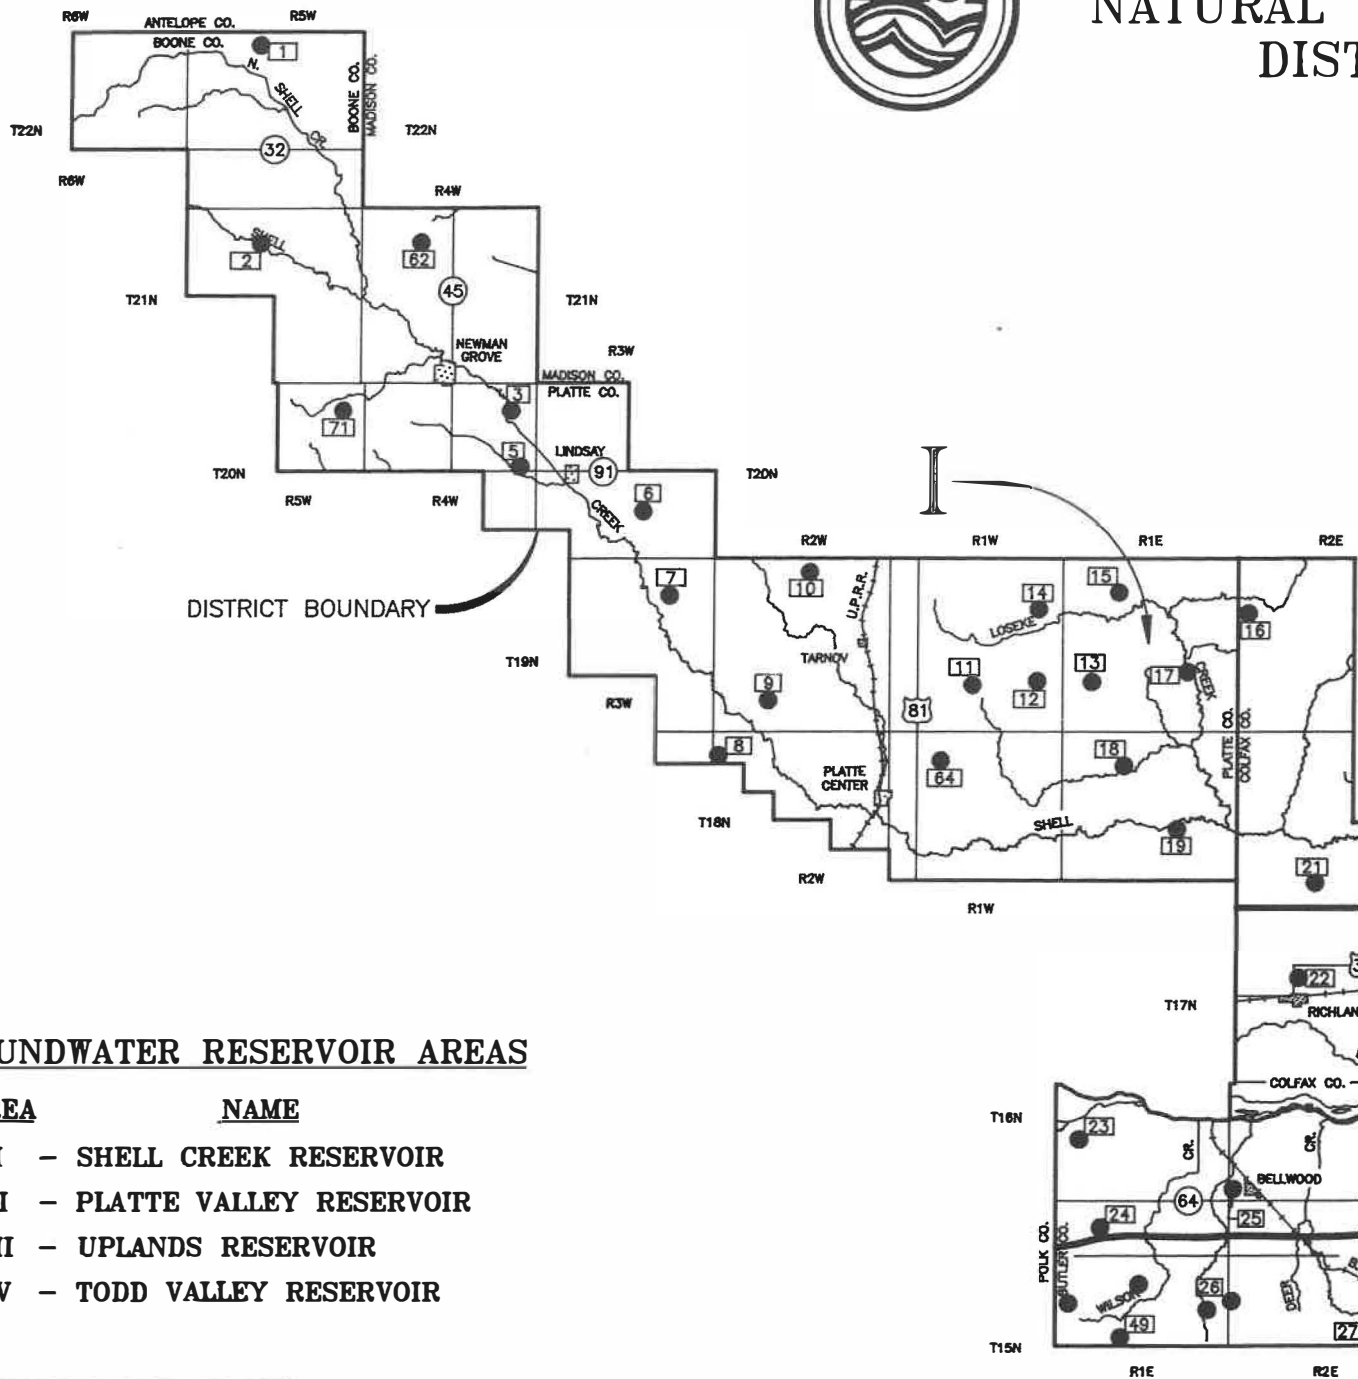 NATURAL
DIST
R6W
ANTELOPE CO.
R5W
BOONE CO.
1
N.
SHELL
CR.
BOONE CO.
MADISON CO.
T22N
T22N
32
R6W
R4W
SHELL
2
62
45
T21N
T21N
NEWMAN
GROVE
R3W
MADISON CO.
PLATTE CO.
3
71
5
LINDSAY
91
T20N
T20N
R5W
R4W
6
CREEK
I
R2W
R1W
R1E
R2E
DISTRICT BOUNDARY
7
10
U.P.R.R.
14
15
16
LOSEKE
TARNOV
T19N
11
12
13
17
CREEK
9
R3W
81
8
PLATTE CO.
COLFAX CO.
PLATTE
CENTER
64
18
T18N
SHELL
19
R2W
21
R1W
22
T17N
RICHLAN
COLFAX CO.
T16N
23
CR.
CR.
BELLWOOD
64
24
25
POLK CO.
BUTLER CO.
WILSON
26
DEER
49
27
T15N
R1E
R2E
UNDWATER RESERVOIR AREAS
EA NAME
I – SHELL CREEK RESERVOIR
I – PLATTE VALLEY RESERVOIR
II – UPLANDS RESERVOIR
V – TODD VALLEY RESERVOIR